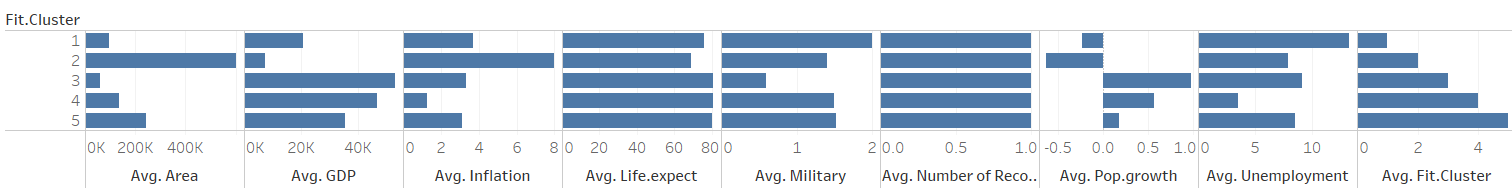 Fit.Cluster
1
2
3
4
5
0K 200K 400K 0K 20K 40K 0 2 4 6 8 0 20 40 60 80 0 1 2 0.0 0.5 1.0 -0.5 0.0 0.5 1.0 0 5 10 0 2 4
Avg. Area Avg. GDP Avg. Inflation Avg. Life.expect Avg. Military Avg. Number of Reco.. Avg. Pop.growth Avg. Unemployment Avg. Fit.Cluster